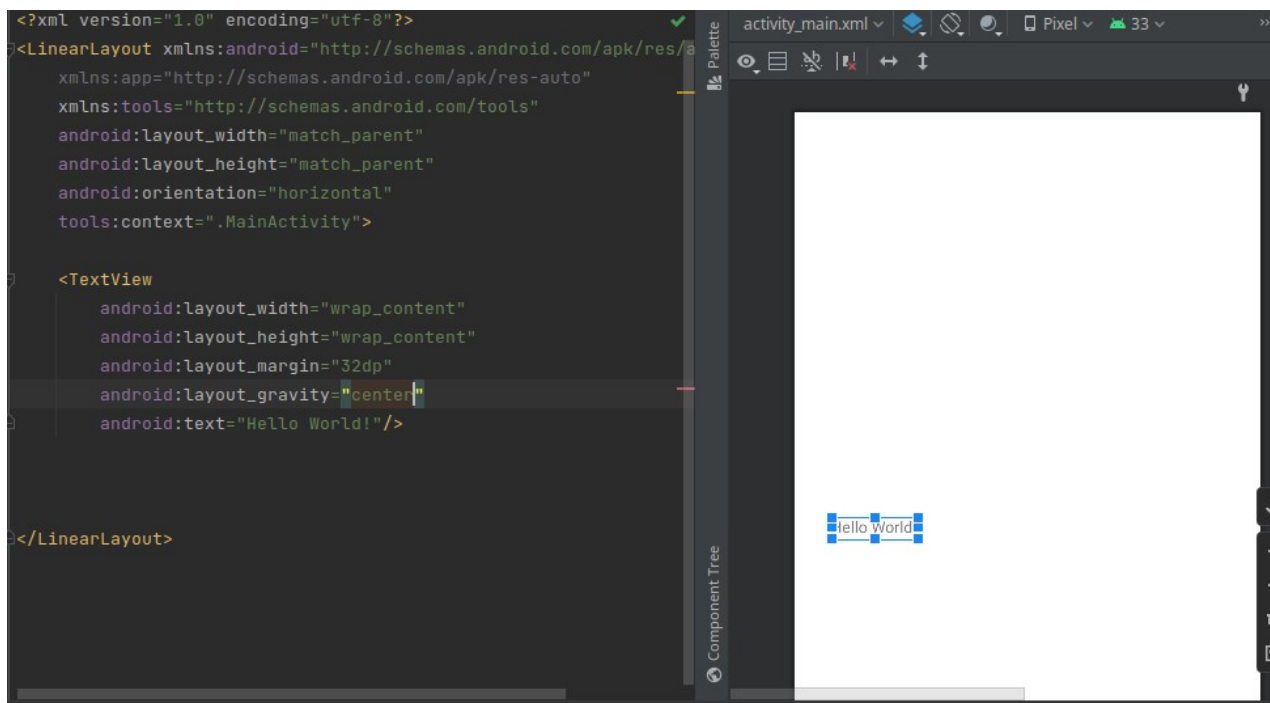 <?xml version="1.0" encoding="utf-8"?>
<LinearLayout xmlns:android="http://schemas.android.com/apk/res/a
xmlns:app="http://schemas.android.com/apk/res-auto"
xmlns:tools="http://schemas.android.com/tools"
android:layout_width="match_parent"
android:layout_height="match_parent"
android:orientation="horizontal"
tools:context=".MainActivity">
<TextView
android:layout_width="wrap_content"
android:layout_height="wrap_content"
android:layout_margin="32dp"
android:layout_gravity="center"
android:text="Hello World!"/>
</LinearLayout>
Palette
Component Tree
activity_main.xml Pixel 33
Hello World